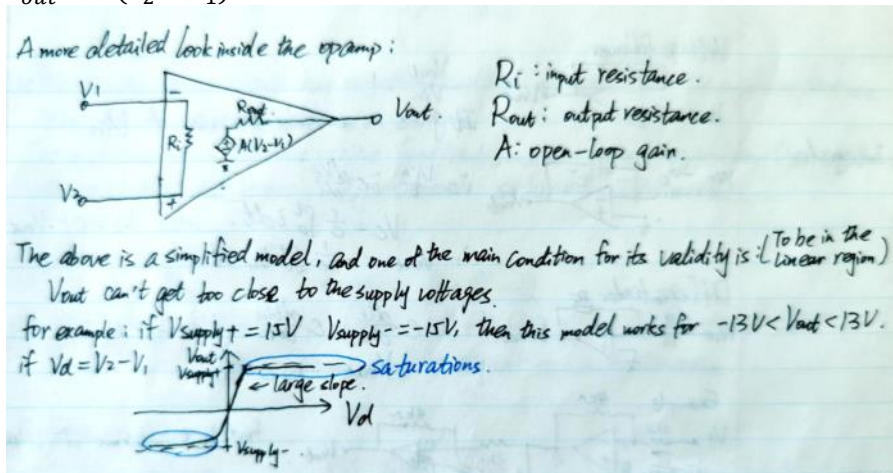 A more detailed look inside the opamp:
V1
−
Rout
Vout.
Ri
A(V2-V1)
V2
+
Ri: input resistance.
Rout: output resistance.
A: open-loop gain.
The above is a simplified model, and one of the main condition for its validity is: (To be in the linear region)
Vout can't get too close to the supply voltages.
for example: if Vsupply+ = 15V Vsupply- = -15V, then this model works for -13V < Vout < 13V.
if Vd = V2 - V1
Vout
Vsupply+
saturations.
← large slope.
Vd
Vsupply-